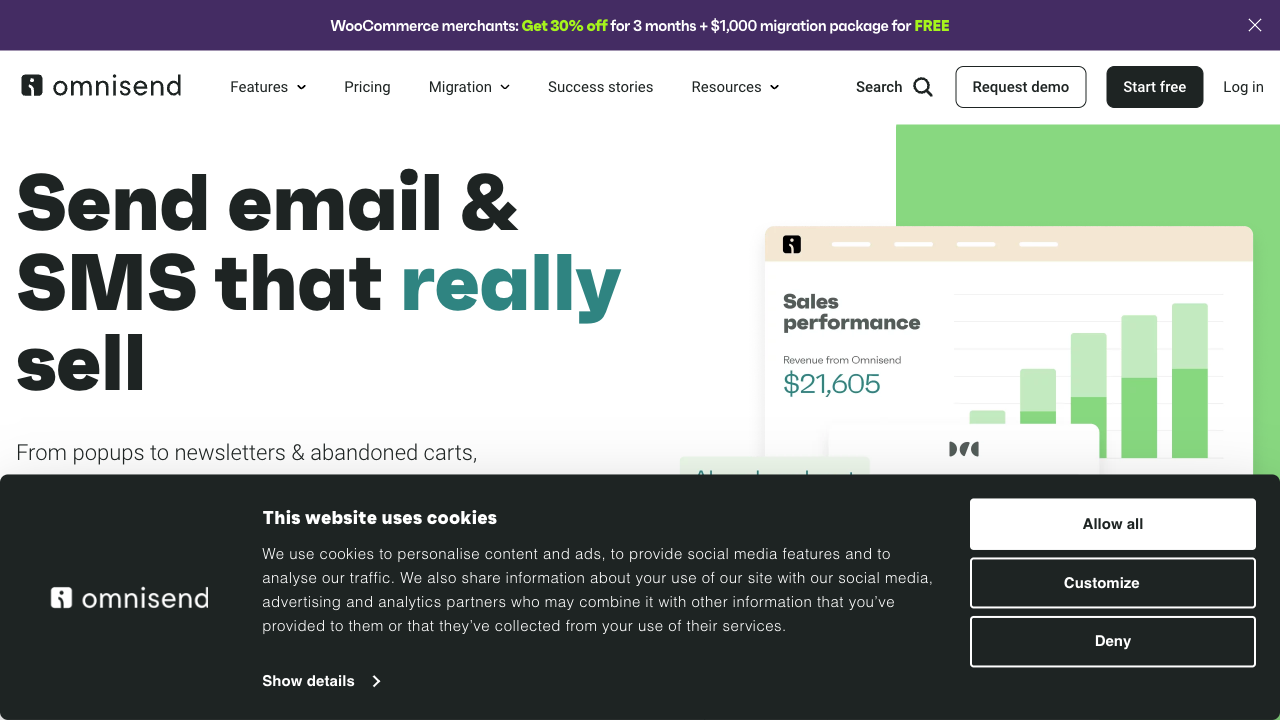 WooCommerce merchants: Get 30% off for 3 months + $1,000 migration package for FREE
omnisend
Features
Pricing
Migration
Success stories
Resources
Search
Request demo
Start free
Log in
Send email &
SMS that really
sell
From popups to newsletters & abandoned carts,
Sales
performance
Revenue from Omnisend
$21,605
This website uses cookies
We use cookies to personalise content and ads, to provide social media features and to
analyse our traffic. We also share information about your use of our site with our social media,
advertising and analytics partners who may combine it with other information that you've
provided to them or that they've collected from your use of their services.
Show details
omnisend
Allow all
Customize
Deny